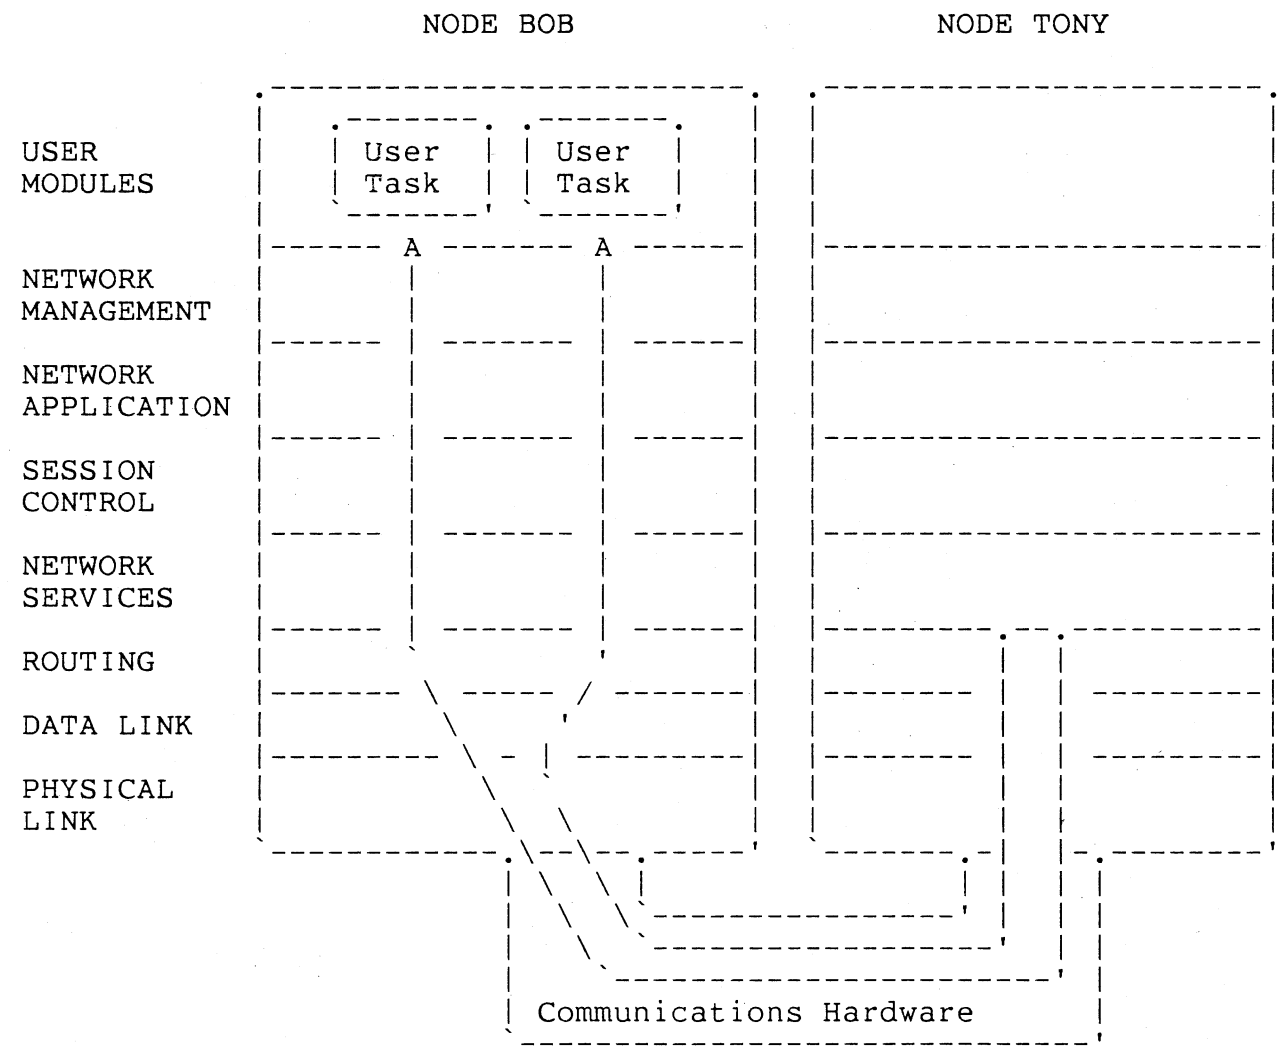 NODE BOB
NODE TONY
USER
MODULES
User
Task
User
Task
A
A
NETWORK
MANAGEMENT
NETWORK
APPLICATION
SESSION
CONTROL
NETWORK
SERVICES
ROUTING
DATA LINK
PHYSICAL
LINK
Communications Hardware